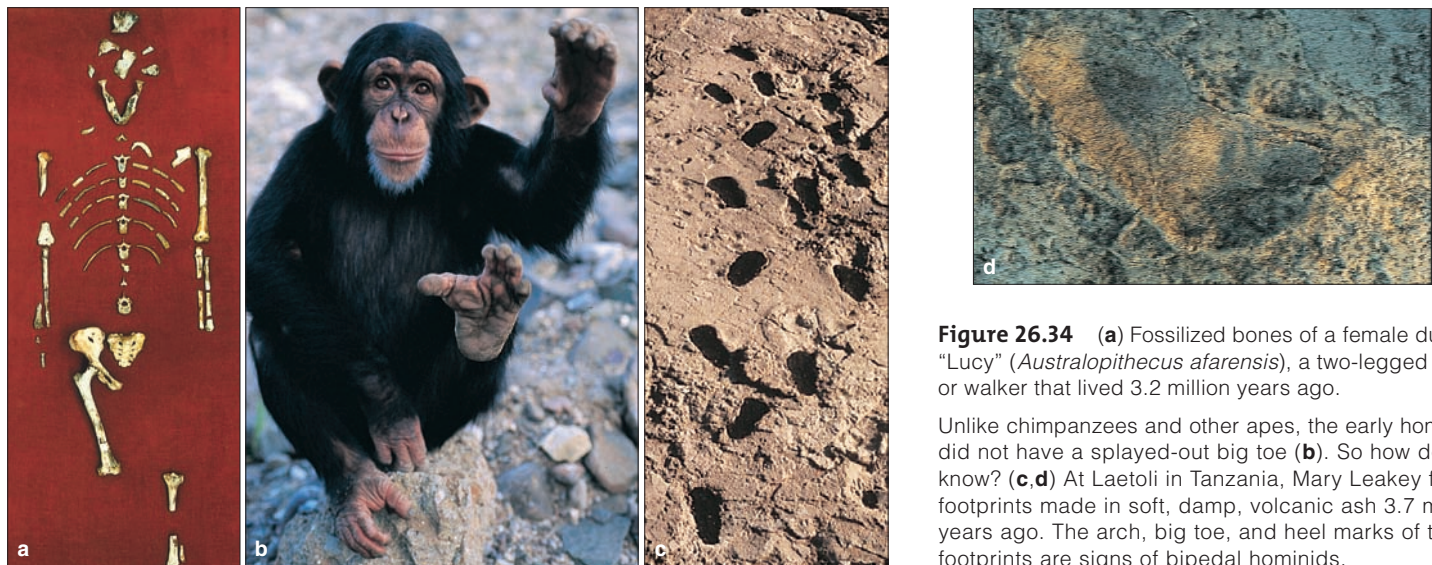 a
b
c
d
Figure 26.34 (a) Fossilized bones of a female
"Lucy" (Australopithecus afarensis), a two-legged
or walker that lived 3.2 million years ago.
Unlike chimpanzees and other apes, the early
did not have a splayed-out big toe (b). So how
know? (c,d) At Laetoli in Tanzania, Mary Leakey
footprints made in soft, damp, volcanic ash 3.7
years ago. The arch, big toe, and heel marks of
footprints are signs of bipedal hominids.